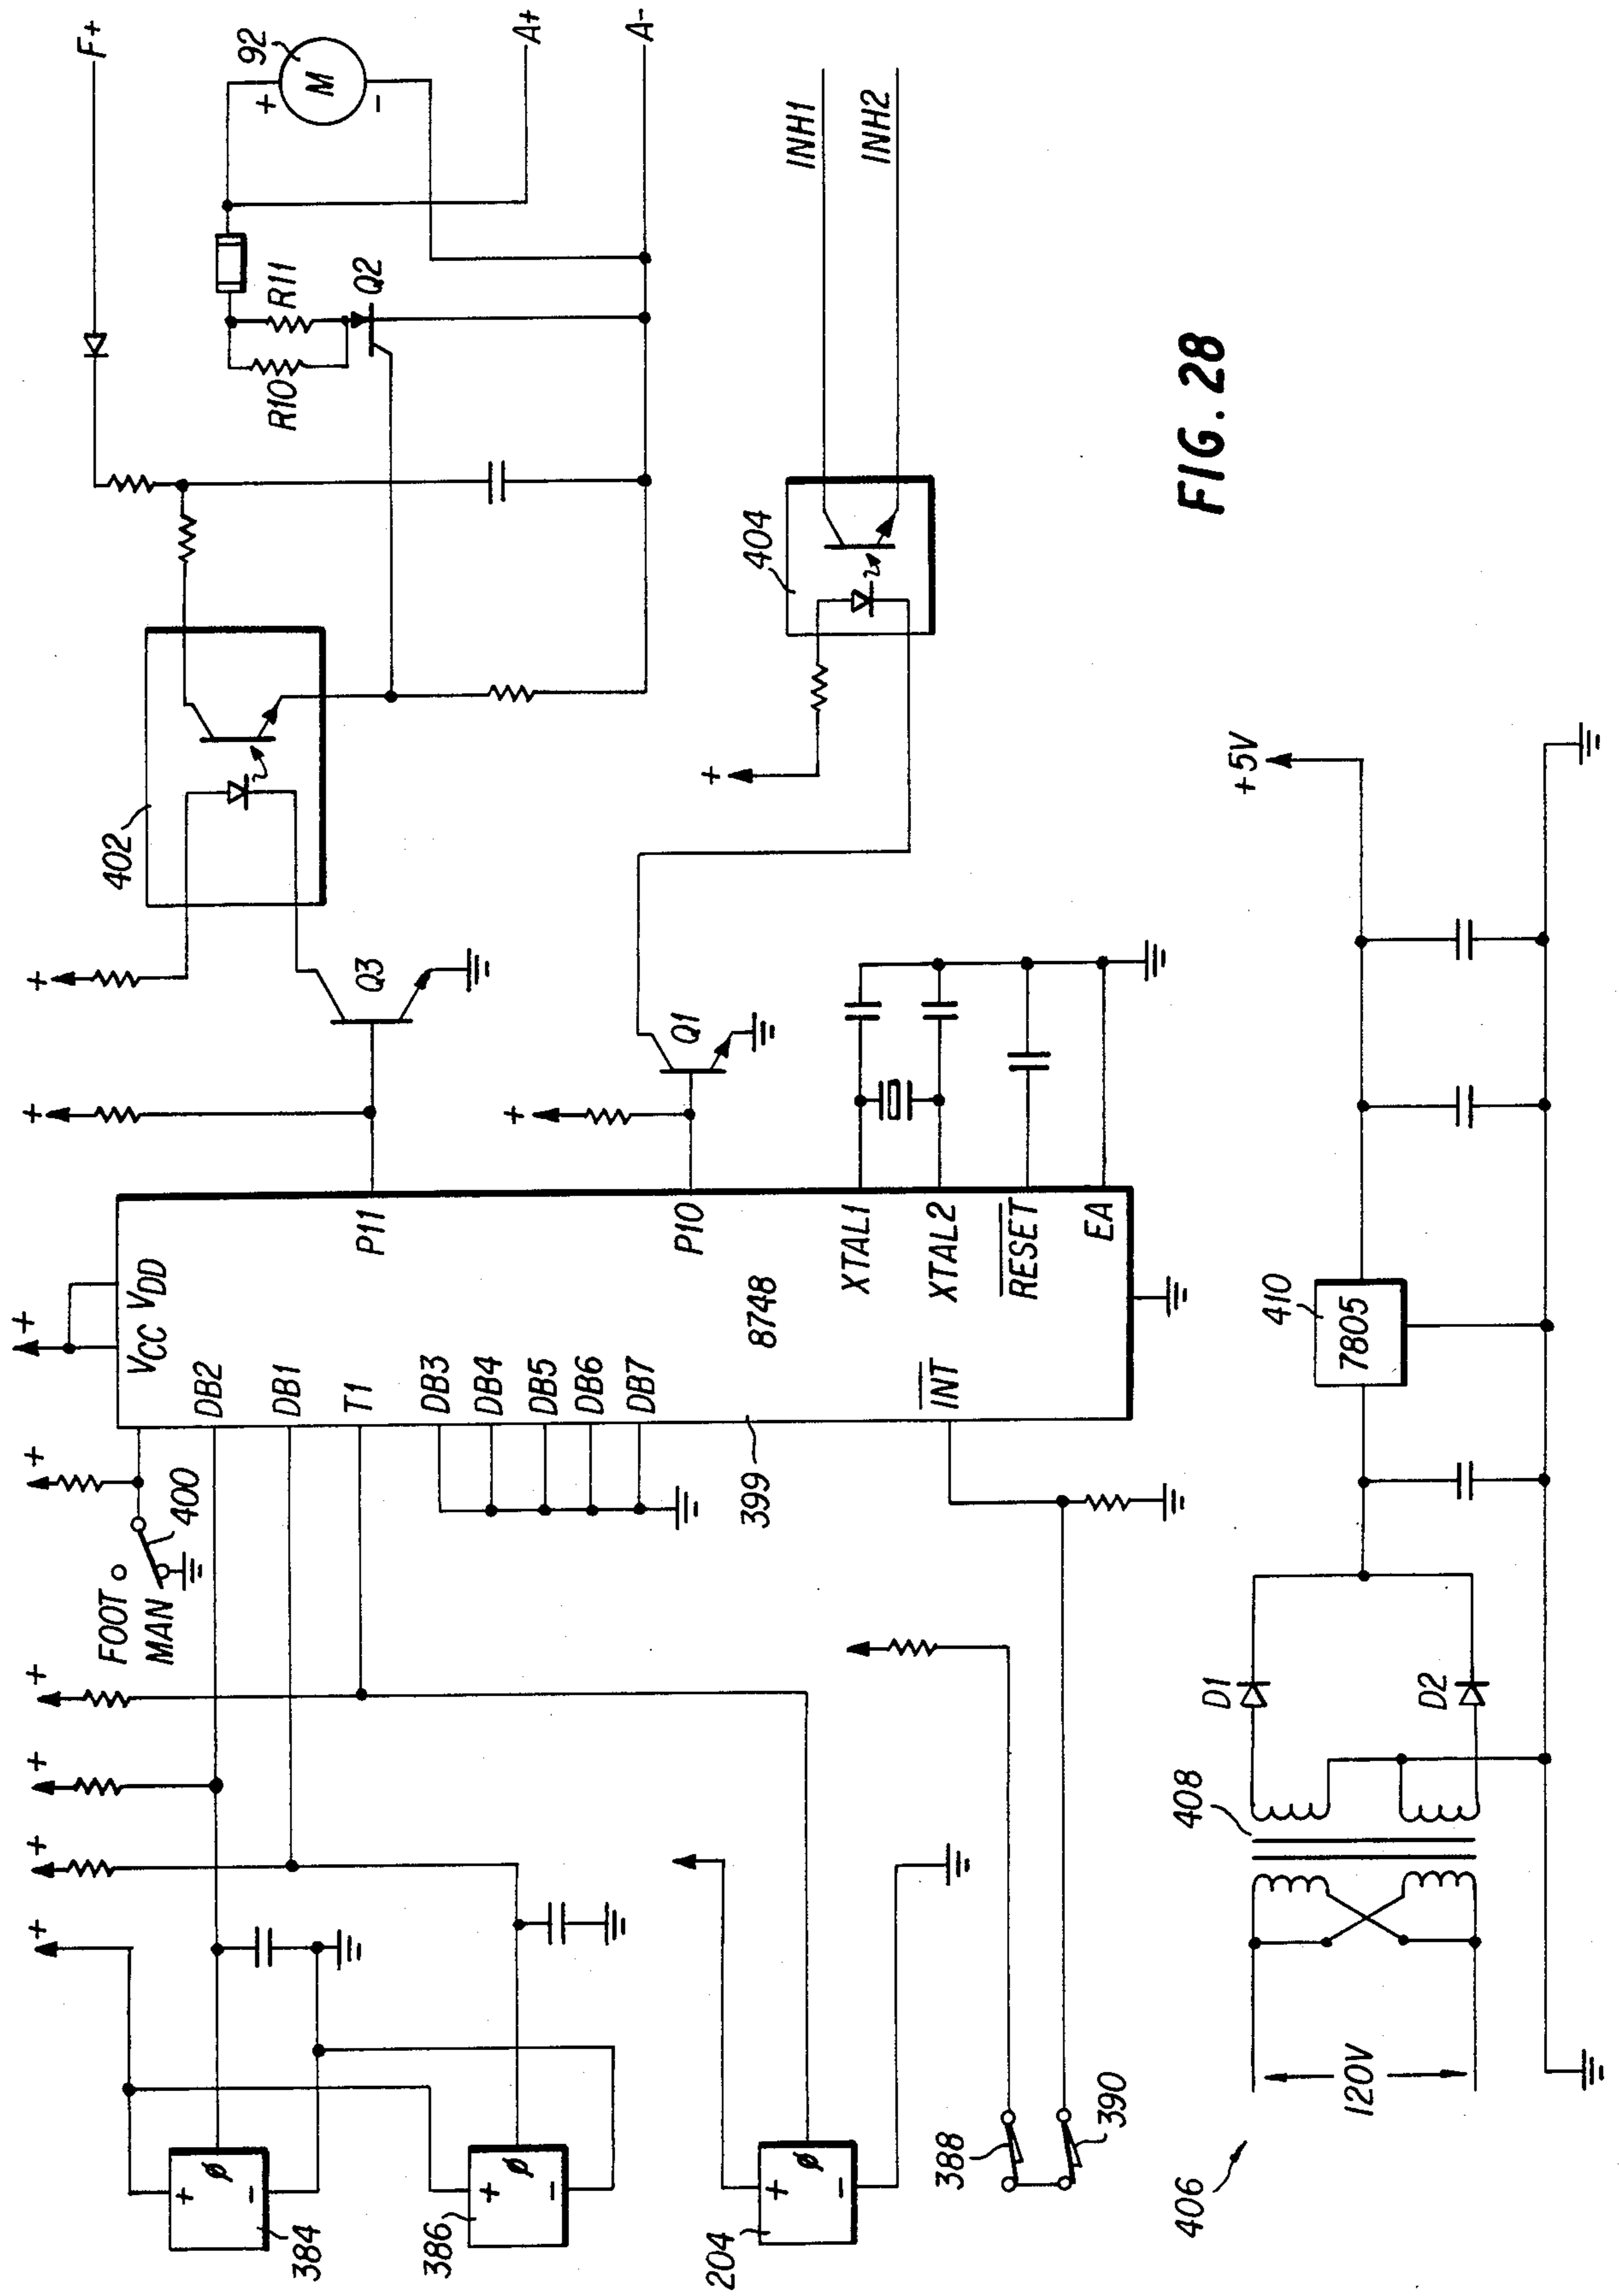 F+
92
M
+
-
A+
A-
R11
R10
Q2
402
+
+
Q3
INH1
INH2
404
+
Q1
+
+
VCC VDD
P11
P10
XTAL1
XTAL2
RESET
EA
8748
DB2
DB1
T1
DB3
DB4
DB5
DB6
DB7
INT
399
+
400
FOOT
MAN
+
+
+
+
+
Ø
-
384
+
Ø
-
386
+
Ø
-
204
388
390
406
120V
408
D1
D2
410
7805
+5V
FIG. 28